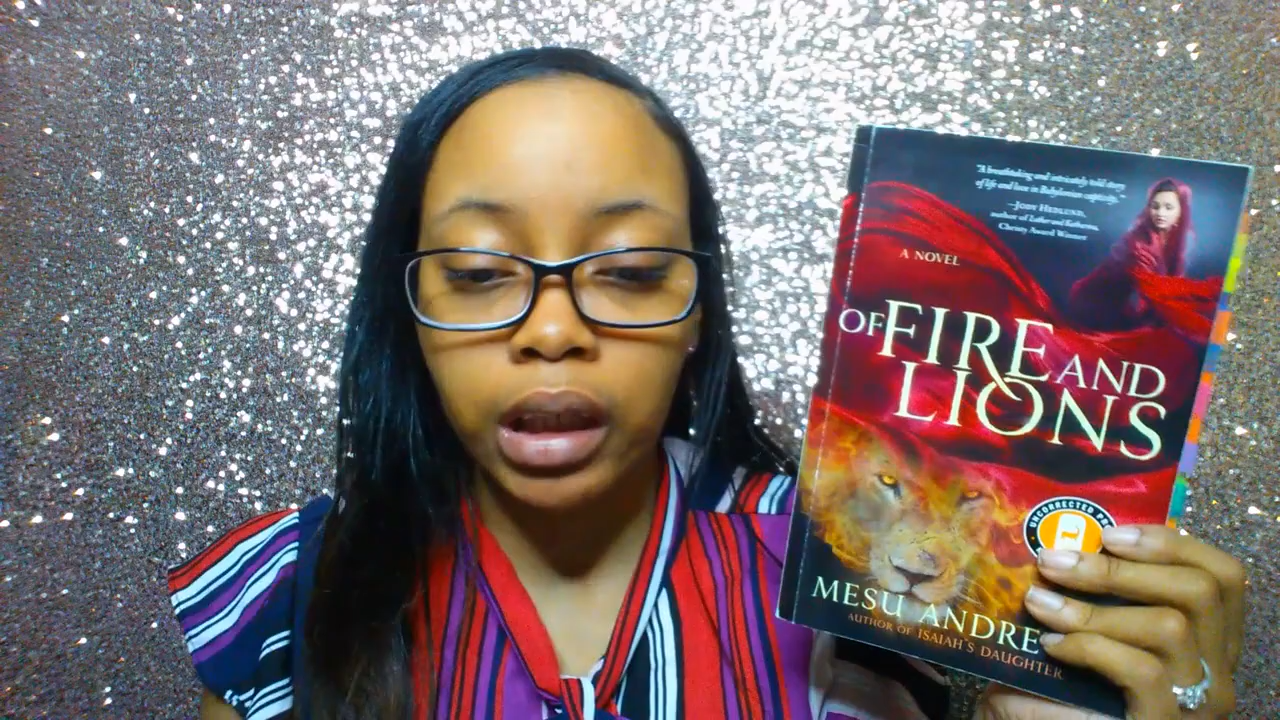 "A breathtaking and intricately told story
of life and love in Babylonian captivity."
—JODY HEDLUND,
author of Luther and Katharina,
Christy Award Winner
A NOVEL
OF FIRE AND
LIONS
UNCORRECTED
MESU ANDRE
AUTHOR OF ISAIAH'S DAUGHTER